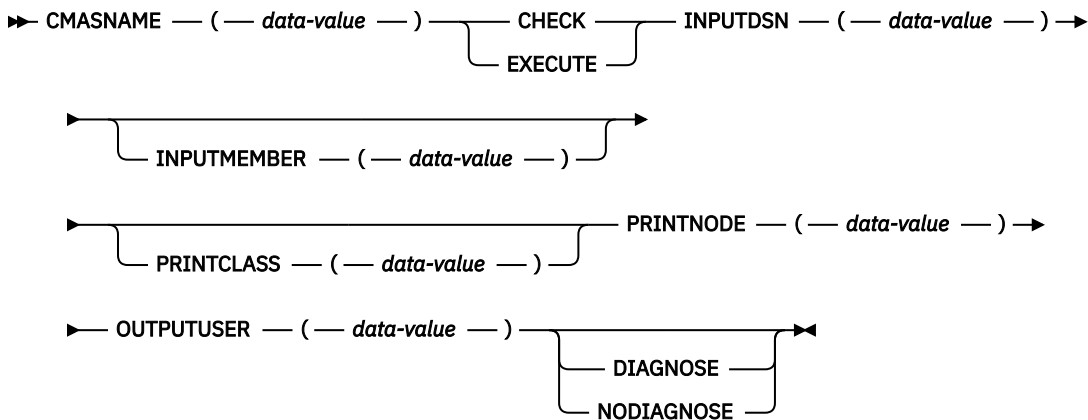 CMASNAME ( data-value ) CHECK INPUTDSN ( data-value )
EXECUTE
INPUTMEMBER ( data-value )
PRINTNODE ( data-value )
PRINTCLASS ( data-value )
OUTPUTUSER ( data-value )
DIAGNOSE
NODIAGNOSE